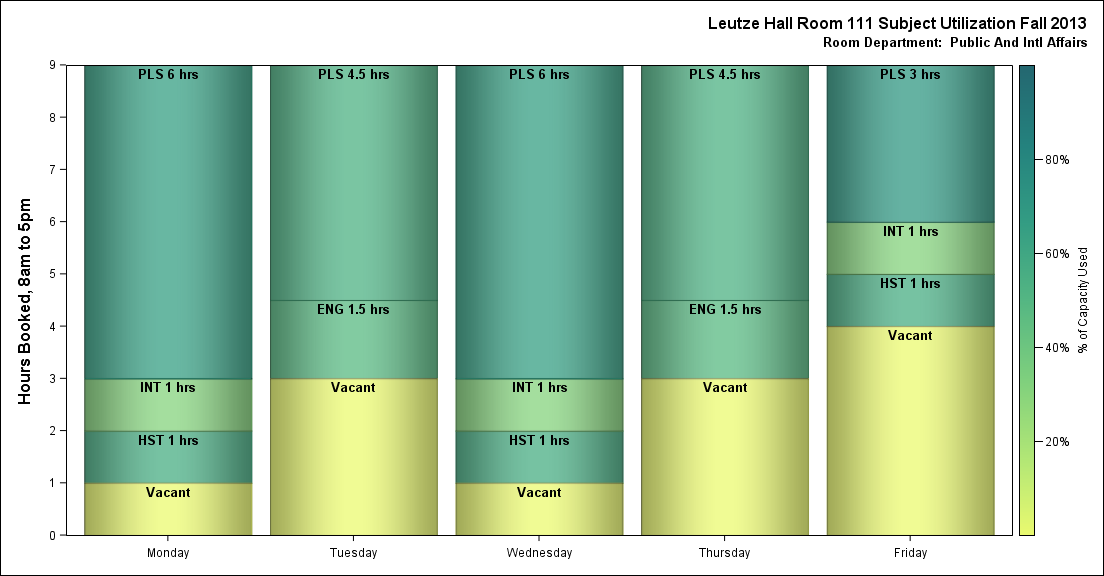 Leutze Hall Room 111 Subject Utilization Fall 2013
Room Department: Public And Intl Affairs
Hours Booked, 8am to 5pm
9
8
7
6
5
4
3
2
1
0
PLS 6 hrs
INT 1 hrs
HST 1 hrs
Vacant
PLS 4.5 hrs
ENG 1.5 hrs
Vacant
PLS 6 hrs
INT 1 hrs
HST 1 hrs
Vacant
PLS 4.5 hrs
ENG 1.5 hrs
Vacant
PLS 3 hrs
INT 1 hrs
HST 1 hrs
Vacant
Monday
Tuesday
Wednesday
Thursday
Friday
80%
60%
40%
20%
% of Capacity Used